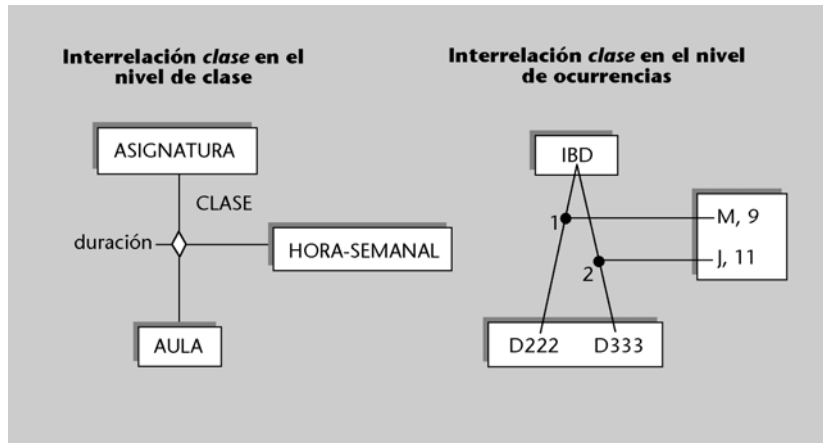 Interrelación clase en el
nivel de clase
ASIGNATURA
CLASE
duración
HORA-SEMANAL
AULA
Interrelación clase en el nivel
de ocurrencias
IBD
1
M, 9
J, 11
2
D222 D333